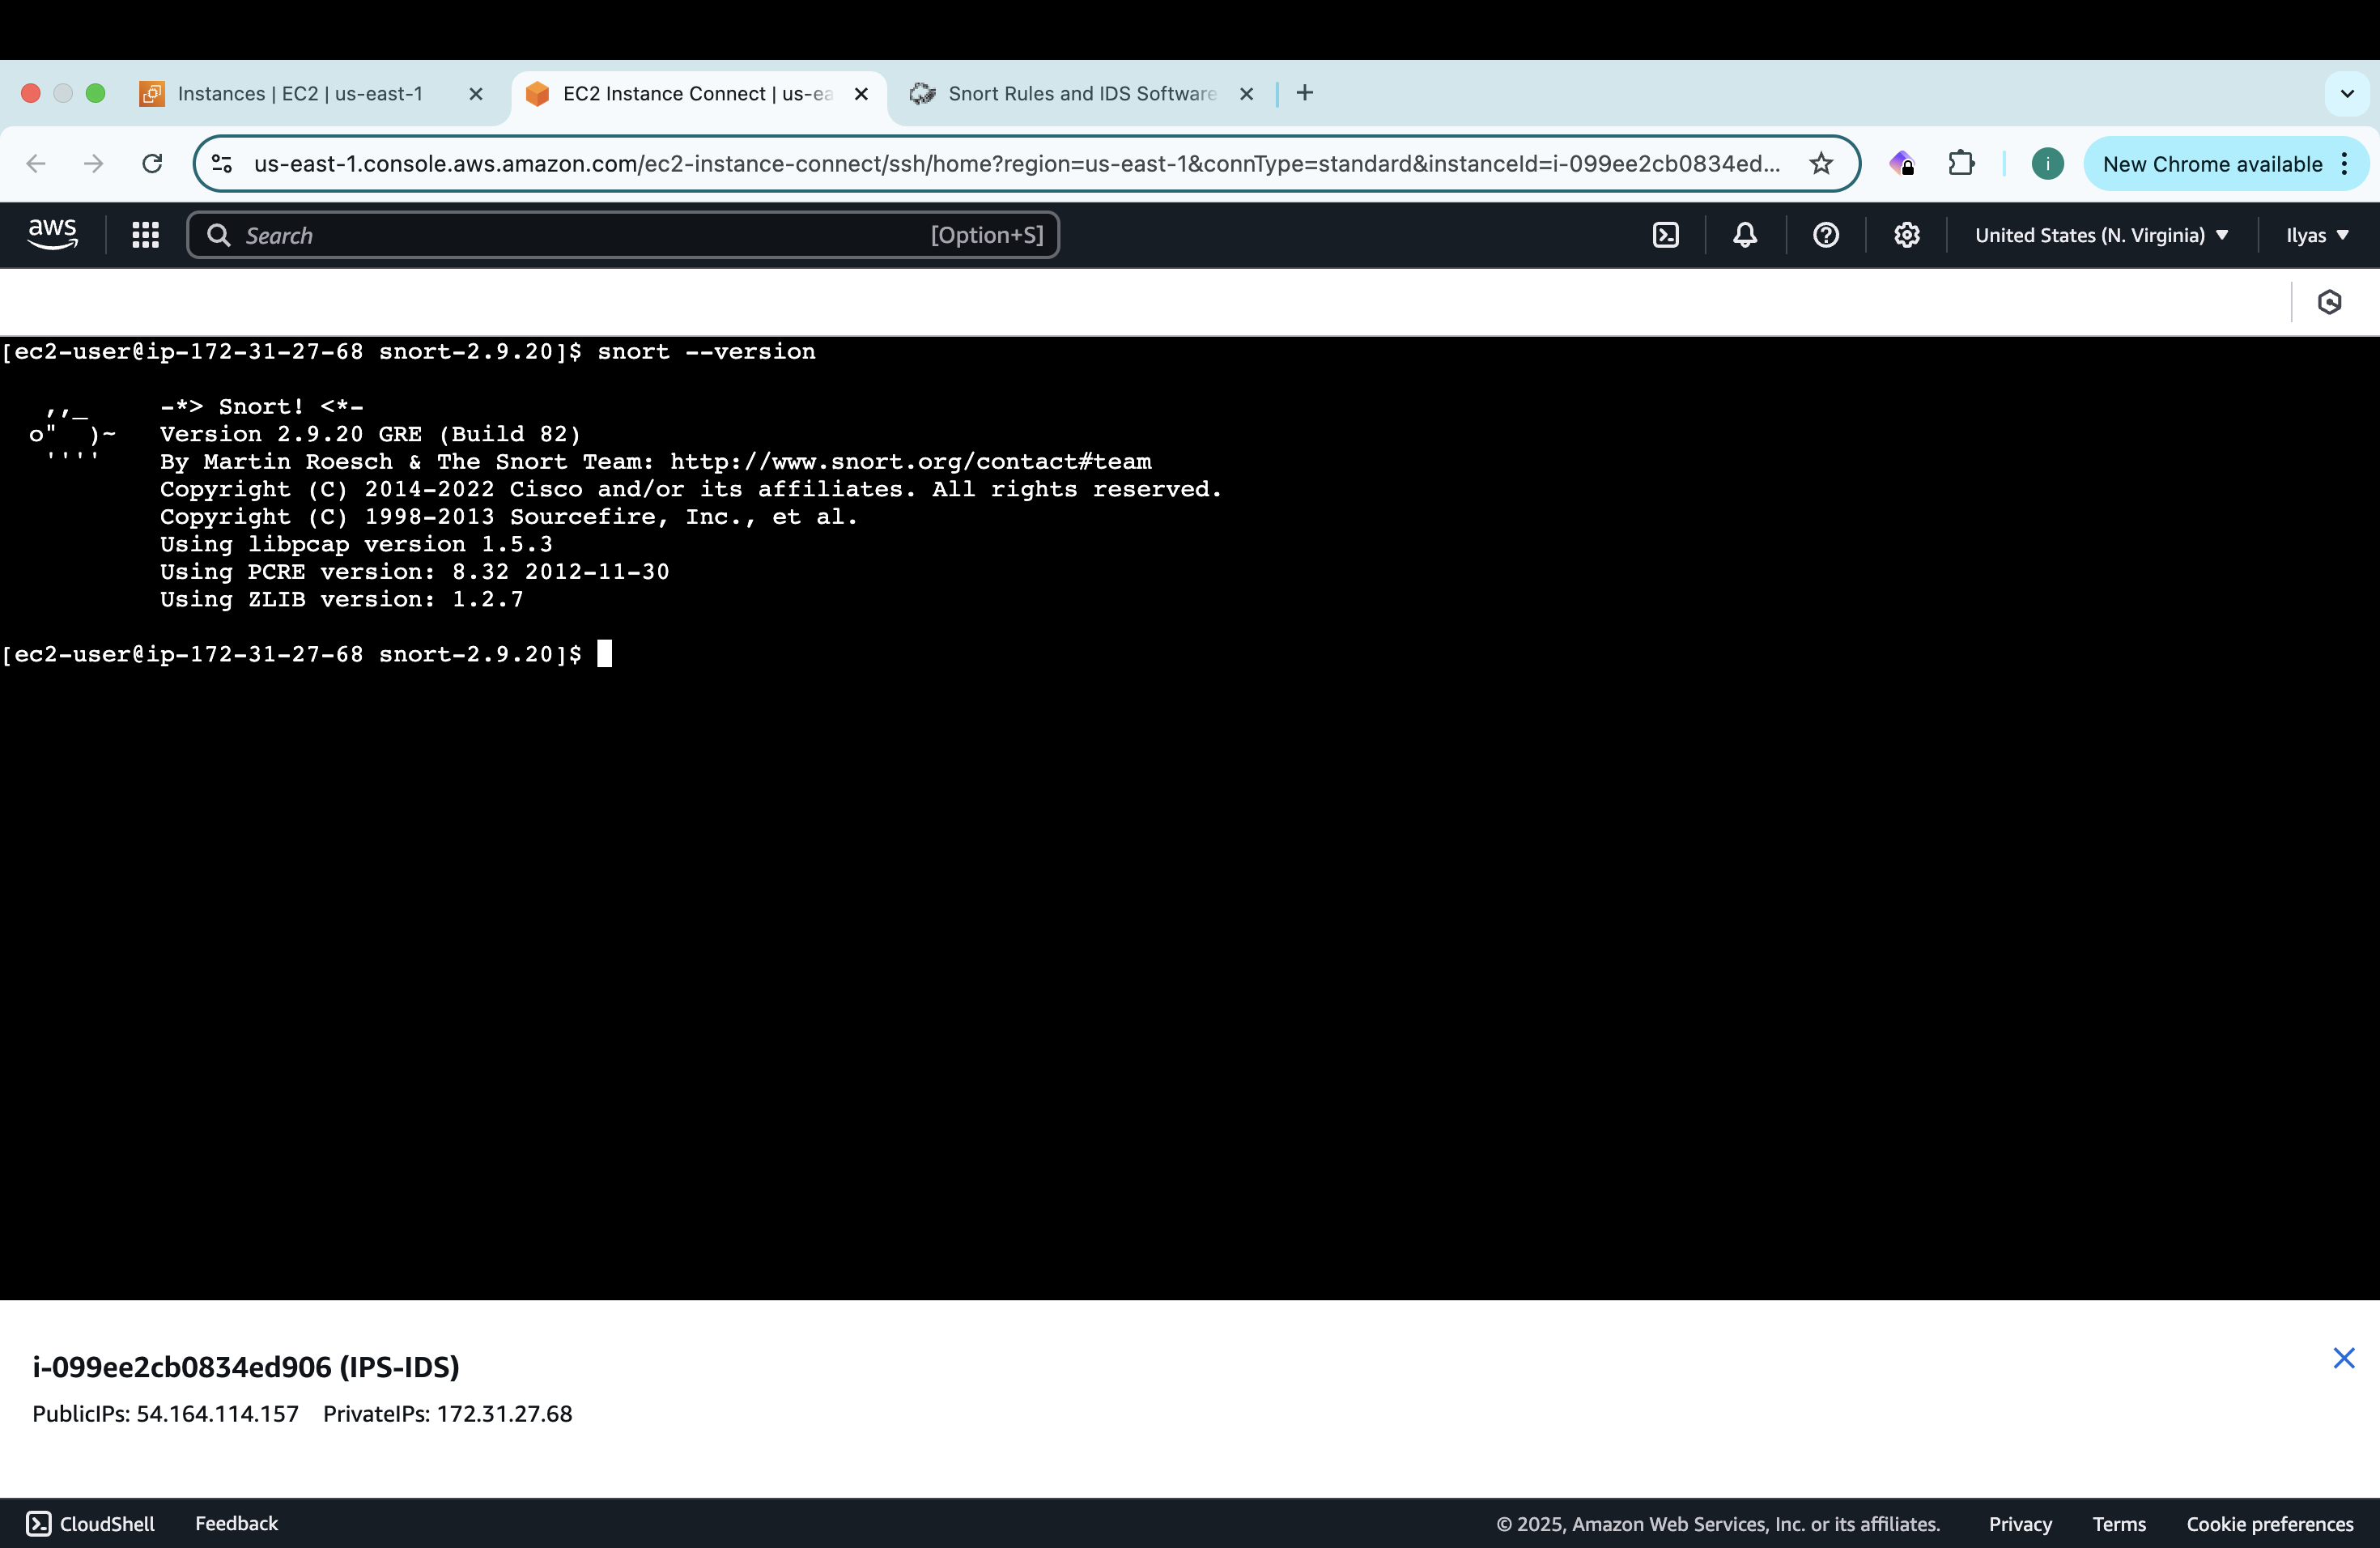 Instances | EC2 | us-east-1
EC2 Instance Connect | us-ea
Snort Rules and IDS Software
us-east-1.console.aws.amazon.com/ec2-instance-connect/ssh/home?region=us-east-1&connType=standard&instanceId=i-099ee2cb0834ed...
i
New Chrome available
aws
Search
[Option+S]
United States (N. Virginia)
Ilyas
[ec2-user@ip-172-31-27-68 snort-2.9.20]$ snort --version
   ,,_     -*> Snort! <*-
  o"  )~   Version 2.9.20 GRE (Build 82)
   ''''    By Martin Roesch & The Snort Team: http://www.snort.org/contact#team
           Copyright (C) 2014-2022 Cisco and/or its affiliates. All rights reserved.
           Copyright (C) 1998-2013 Sourcefire, Inc., et al.
           Using libpcap version 1.5.3
           Using PCRE version: 8.32 2012-11-30
           Using ZLIB version: 1.2.7
[ec2-user@ip-172-31-27-68 snort-2.9.20]$
i-099ee2cb0834ed906 (IPS-IDS)
PublicIPs: 54.164.114.157 PrivateIPs: 172.31.27.68
CloudShell
Feedback
© 2025, Amazon Web Services, Inc. or its affiliates.
Privacy
Terms
Cookie preferences